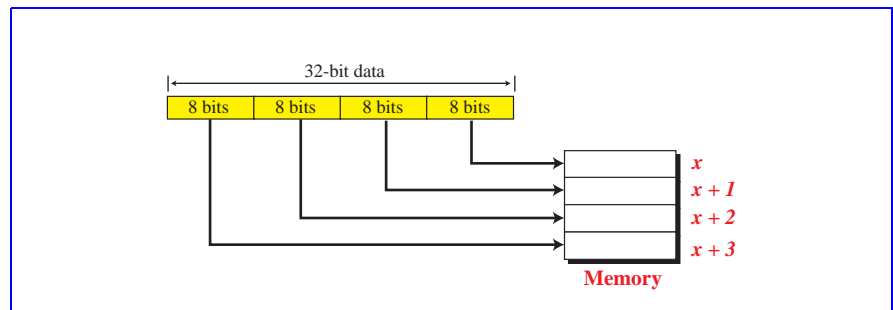 32-bit data
8 bits 8 bits 8 bits 8 bits
x
x + 1
x + 2
x + 3
Memory